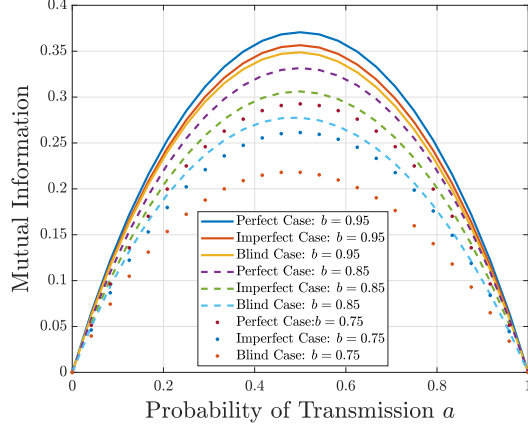 0.4
0.35
0.3
0.25
0.2
0.15
0.1
0.05
0
Mutual Information
Perfect Case: b = 0.95
Imperfect Case: b = 0.95
Blind Case: b = 0.95
Perfect Case: b = 0.85
Imperfect Case: b = 0.85
Blind Case: b = 0.85
Perfect Case:b = 0.75
Imperfect Case: b = 0.75
Blind Case: b = 0.75
0 0.2 0.4 0.6 0.8 1
Probability of Transmission a